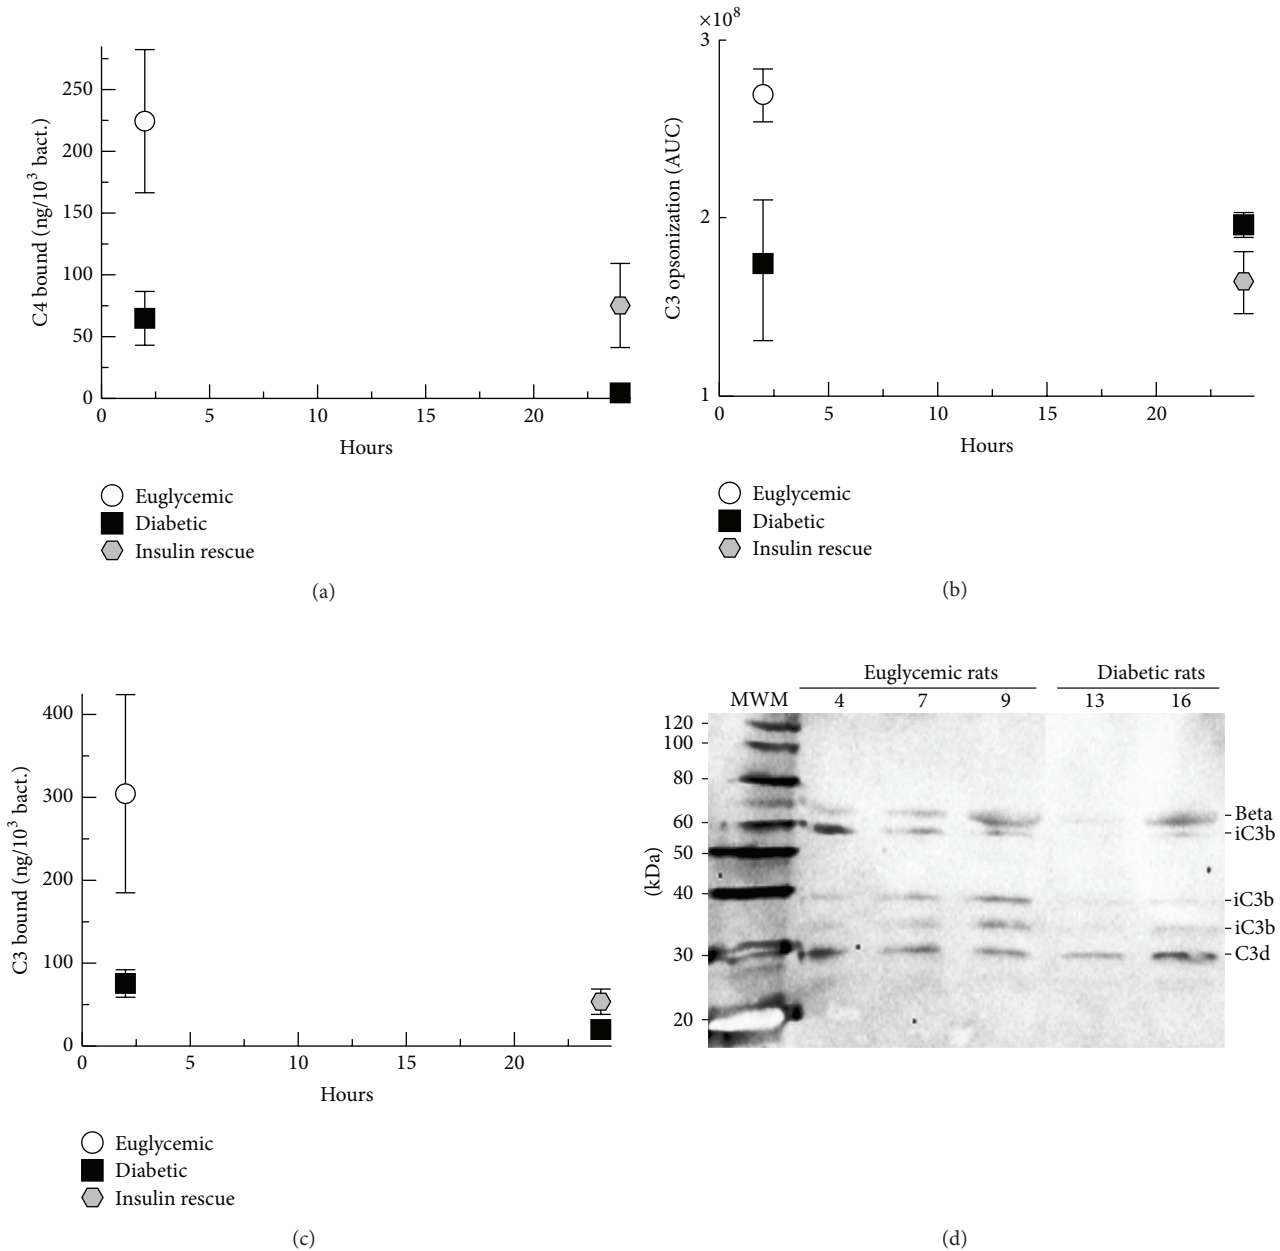 C4 bound (ng/10³ bact.)
250
200
150
100
50
0
0 5 10 15 20
Hours
Euglycemic
Diabetic
Insulin rescue
(a)
×10⁸
C3 opsonization (AUC)
3
2
1
0 5 10 15 20
Hours
Euglycemic
Diabetic
Insulin rescue
(b)
C3 bound (ng/10³ bact.)
400
300
200
100
0
0 5 10 15 20
Hours
Euglycemic
Diabetic
Insulin rescue
(c)
Euglycemic rats Diabetic rats
MWM 4 7 9 13 16
(kDa)
120
100
80
60
50
40
30
20
Beta
iC3b
iC3b
iC3b
C3d
(d)